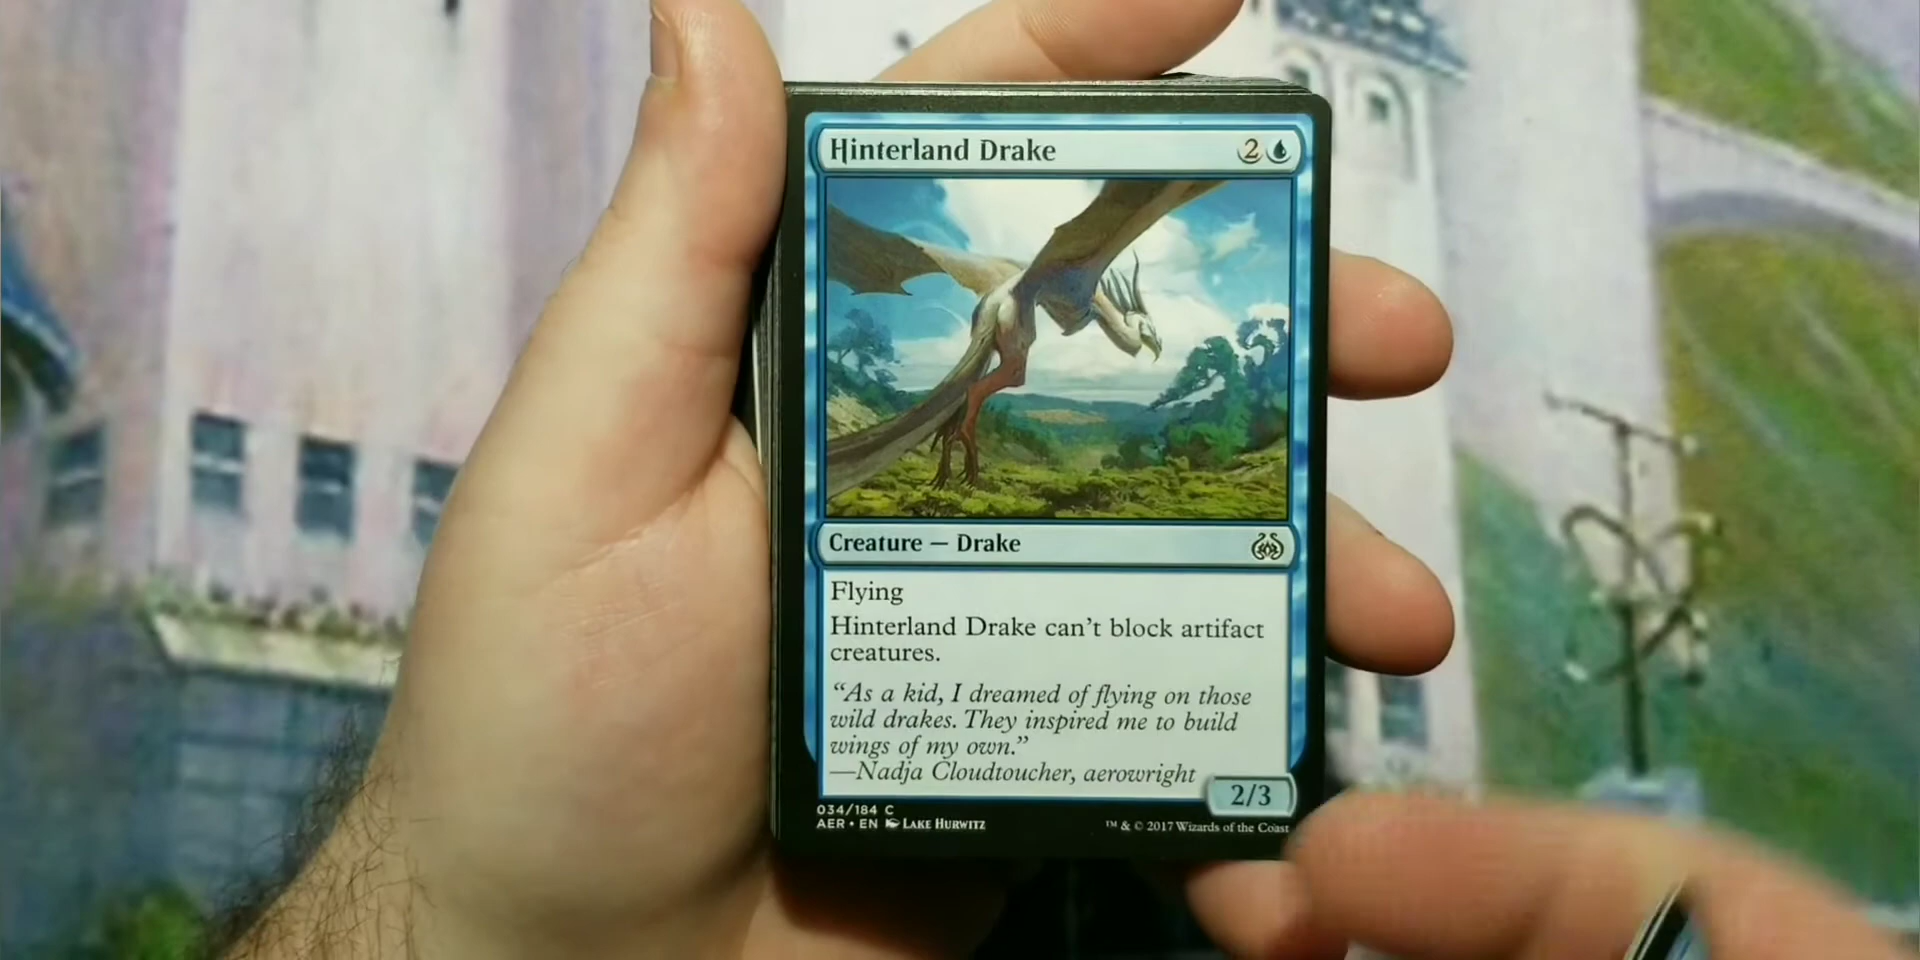 Hinterland Drake 2
Creature — Drake
Flying
Hinterland Drake can't block artifact
creatures.
“As a kid, I dreamed of flying on those
wild drakes. They inspired me to build
wings of my own.”
—Nadja Cloudtoucher, aerowright
2/3
034/184 C
AER • EN LAKE HURWITZ
™ & © 2017 Wizards of the Coast